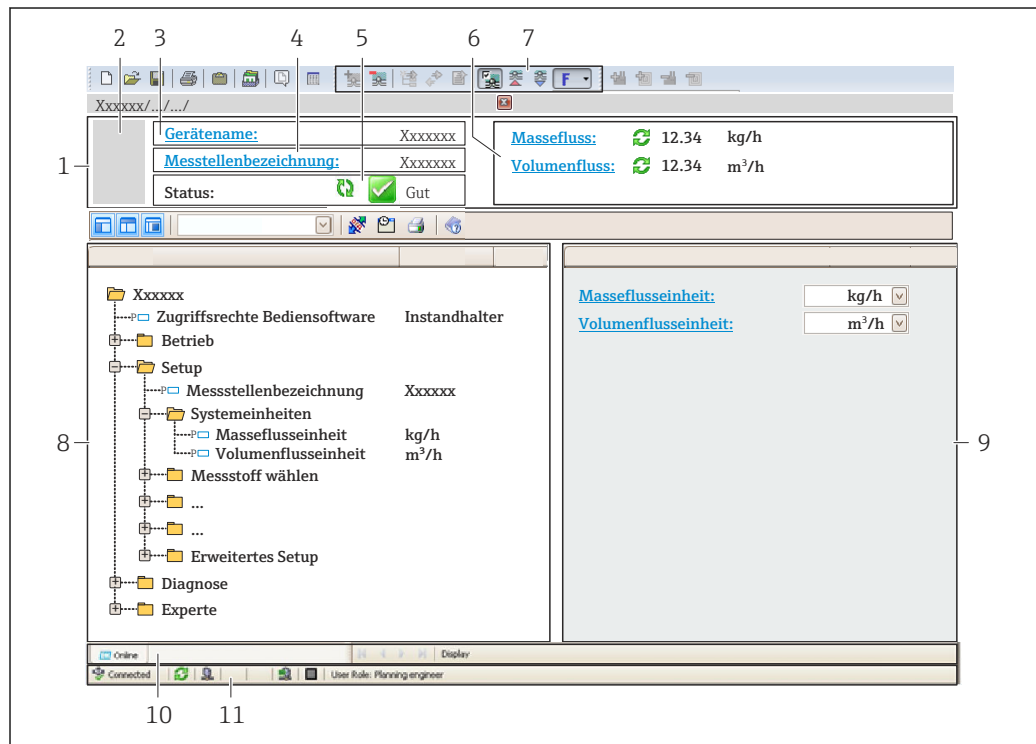 2 3 4 5 6 7
F
Xxxxxx/.../.../
1
Gerätename: Xxxxxxx
Messtellenbezeichnung: Xxxxxxx
Status: Gut
Massefluss: 12.34 kg/h
Volumenfluss: 12.34 m³/h
Xxxxxx
P Zugriffsrechte Bediensoftware Instandhalter
Betrieb
Setup
P Messstellenbezeichnung Xxxxxx
Systemeinheiten
P Masseflusseinheit kg/h
P Volumenflusseinheit m³/h
Messstoff wählen
...
...
Erweitertes Setup
Diagnose
Experte
8
Masseflusseinheit: kg/h
Volumenflusseinheit: m³/h
9
Online Display
Connected User Role: Planning engineer
10 11